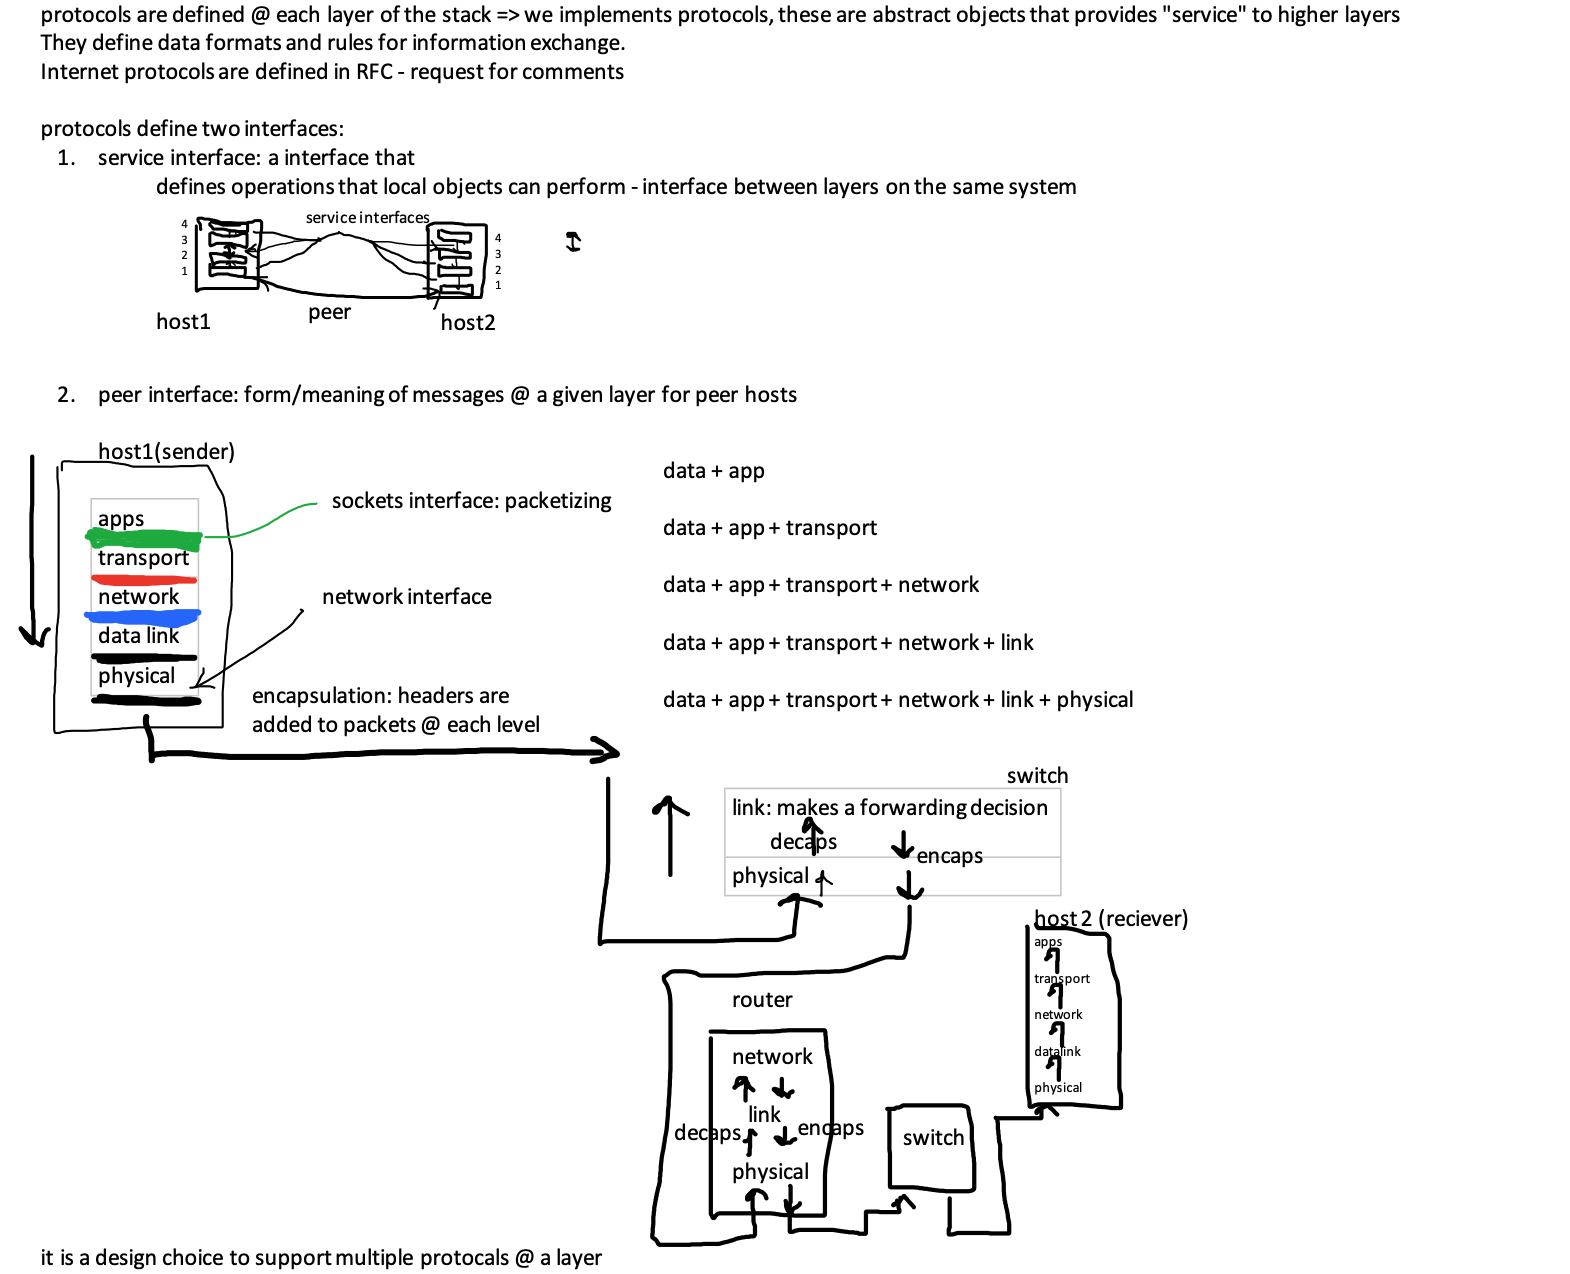 protocols are defined @ each layer of the stack => we implements protocols, these are abstract objects that provides "service" to higher layers
They define data formats and rules for information exchange.
Internet protocols are defined in RFC - request for comments
protocols define two interfaces:
1. service interface: a interface that
defines operations that local objects can perform - interface between layers on the same system
service interfaces
4
3
2
1
4
3
2
1
I
peer
host1
host2
2. peer interface: form/meaning of messages @ a given layer for peer hosts
host1(sender)
apps
transport
network
data link
physical
sockets interface: packetizing
network interface
encapsulation: headers are
added to packets @ each level
data + app
data + app + transport
data + app + transport + network
data + app + transport + network + link
data + app + transport + network + link + physical
switch
link: makes a forwarding decision
decaps
encaps
physical
host 2 (reciever)
apps
transport
network
datalink
physical
router
network
link
decaps
encaps
physical
switch
it is a design choice to support multiple protocals @ a layer